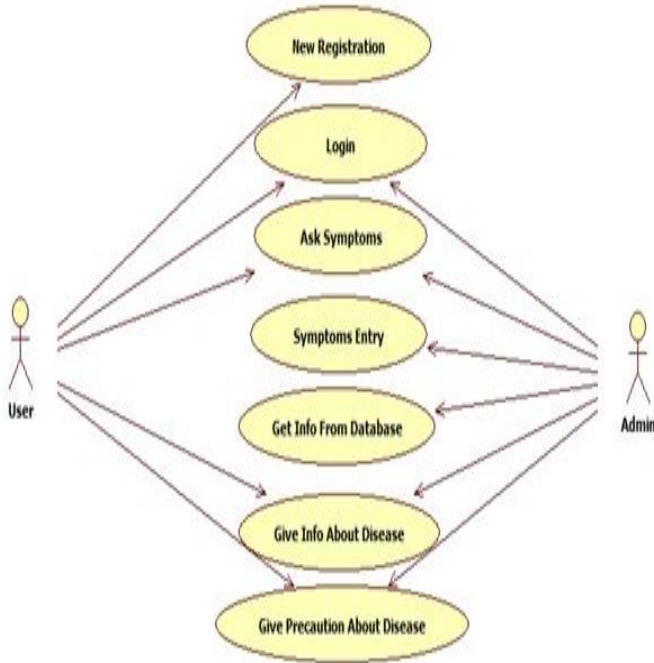 New Registration
Login
Ask Symptoms
Symptoms Entry
User
Admin
Get Info From Database
Give Info About Disease
Give Precaution About Disease